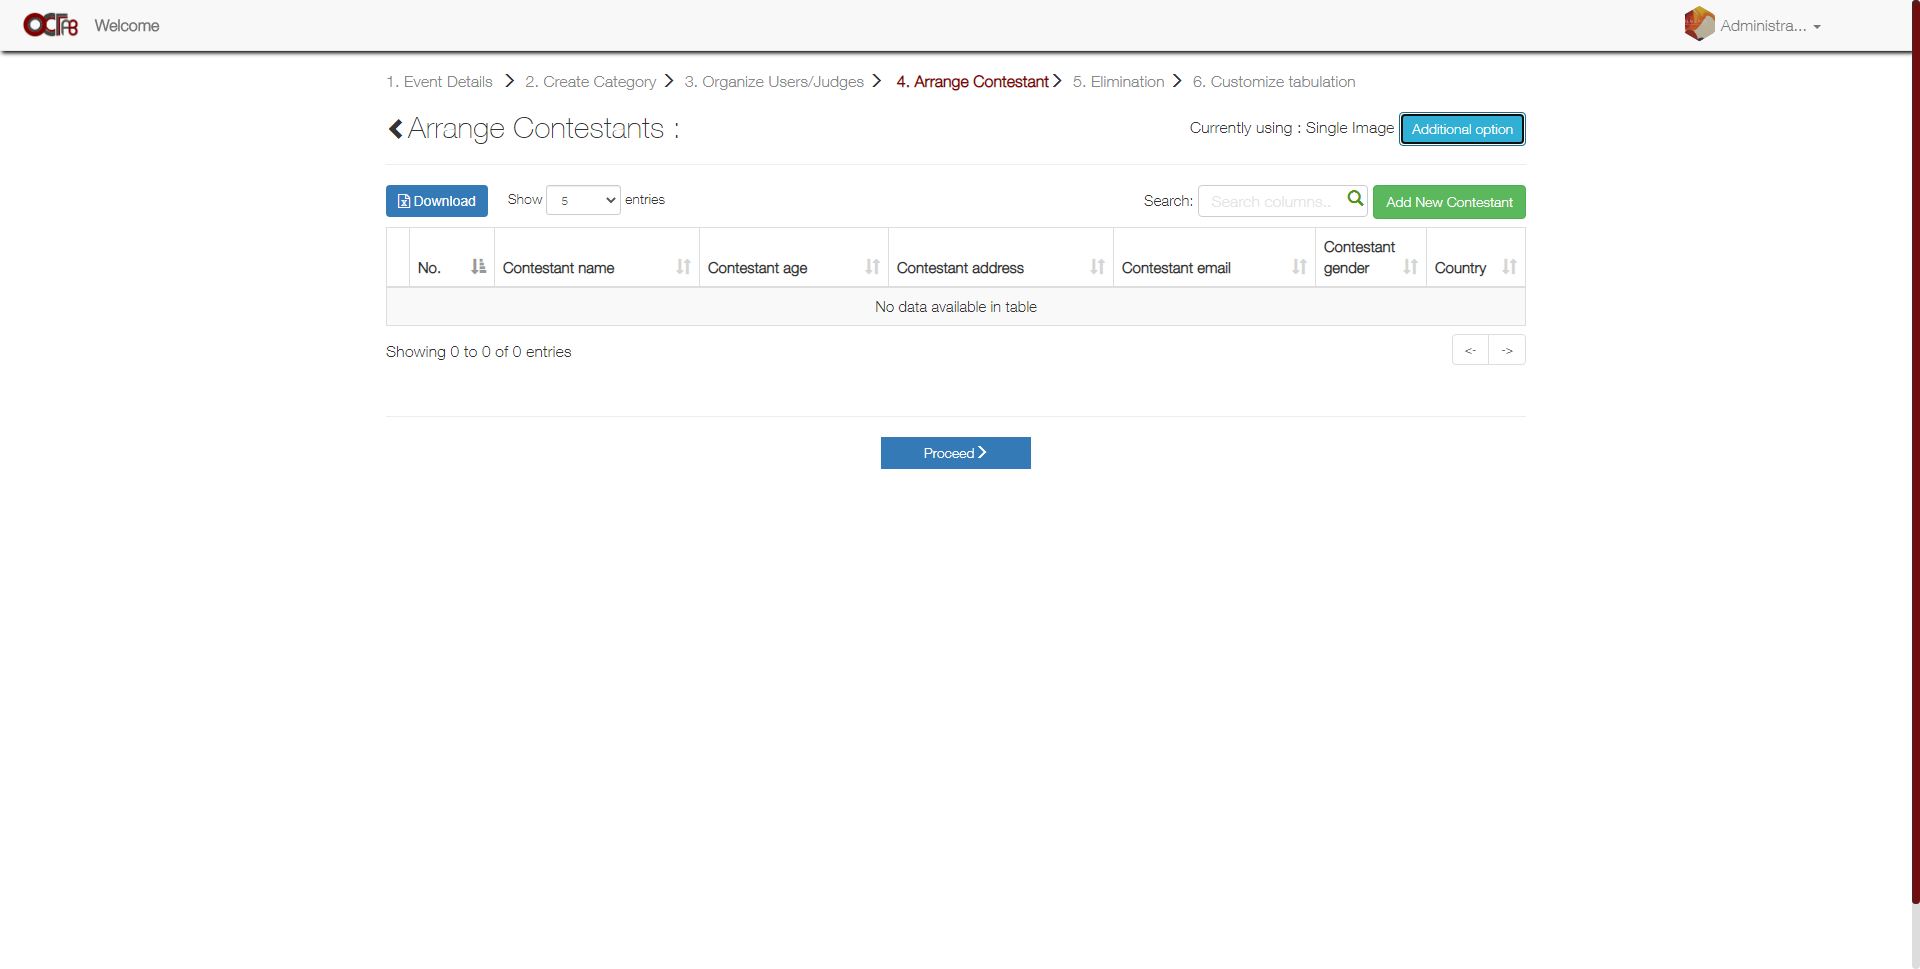 Welcome
Administra...
1. Event Details 2. Create Category 3. Organize Users/Judges 4. Arrange Contestant 5. Elimination 6. Customize tabulation
Arrange Contestants :
Currently using : Single Image Additional option
Download Show 5 entries Search: Search columns.. Add New Contestant
No. Contestant name Contestant age Contestant address Contestant email Contestant gender Country
No data available in table
Showing 0 to 0 of 0 entries
<- ->
Proceed